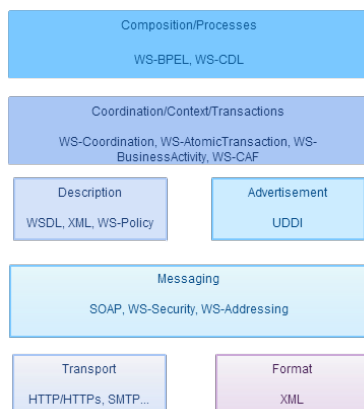 Composition/Processes
WS-BPEL, WS-CDL
Coordination/Context/Transactions
WS-Coordination, WS-AtomicTransaction, WS-
BusinessActivity, WS-CAF
Description
WSDL, XML, WS-Policy
Advertisement
UDDI
Messaging
SOAP, WS-Security, WS-Addressing
Transport
HTTP/HTTPs, SMTP...
Format
XML